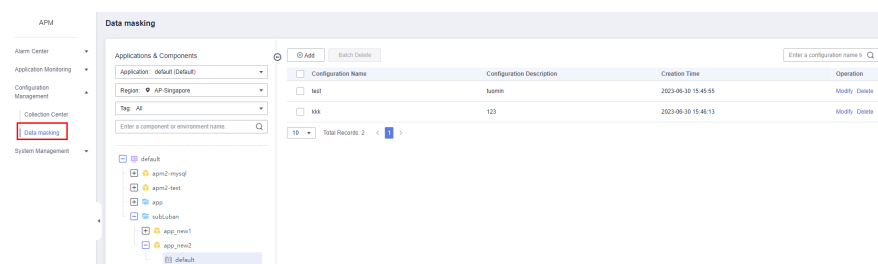 APM
Data masking
Alarm Center
Application Monitoring
Configuration Management
Collection Center
Data masking
System Management
Applications & Components
Application: default (Default)
Region: AP-Singapore
Tag: All
Enter a component or environment name.
default
apm2-mysql
apm2-test
app
subLuban
app_new1
app_new2
default
Add Batch Delete
Enter a configuration name
Configuration Name Configuration Description Creation Time Operation
test tuomin 2023-06-30 15:45:55 Modify Delete
kkk 123 2023-06-30 15:46:13 Modify Delete
10 Total Records: 2 < 1 >